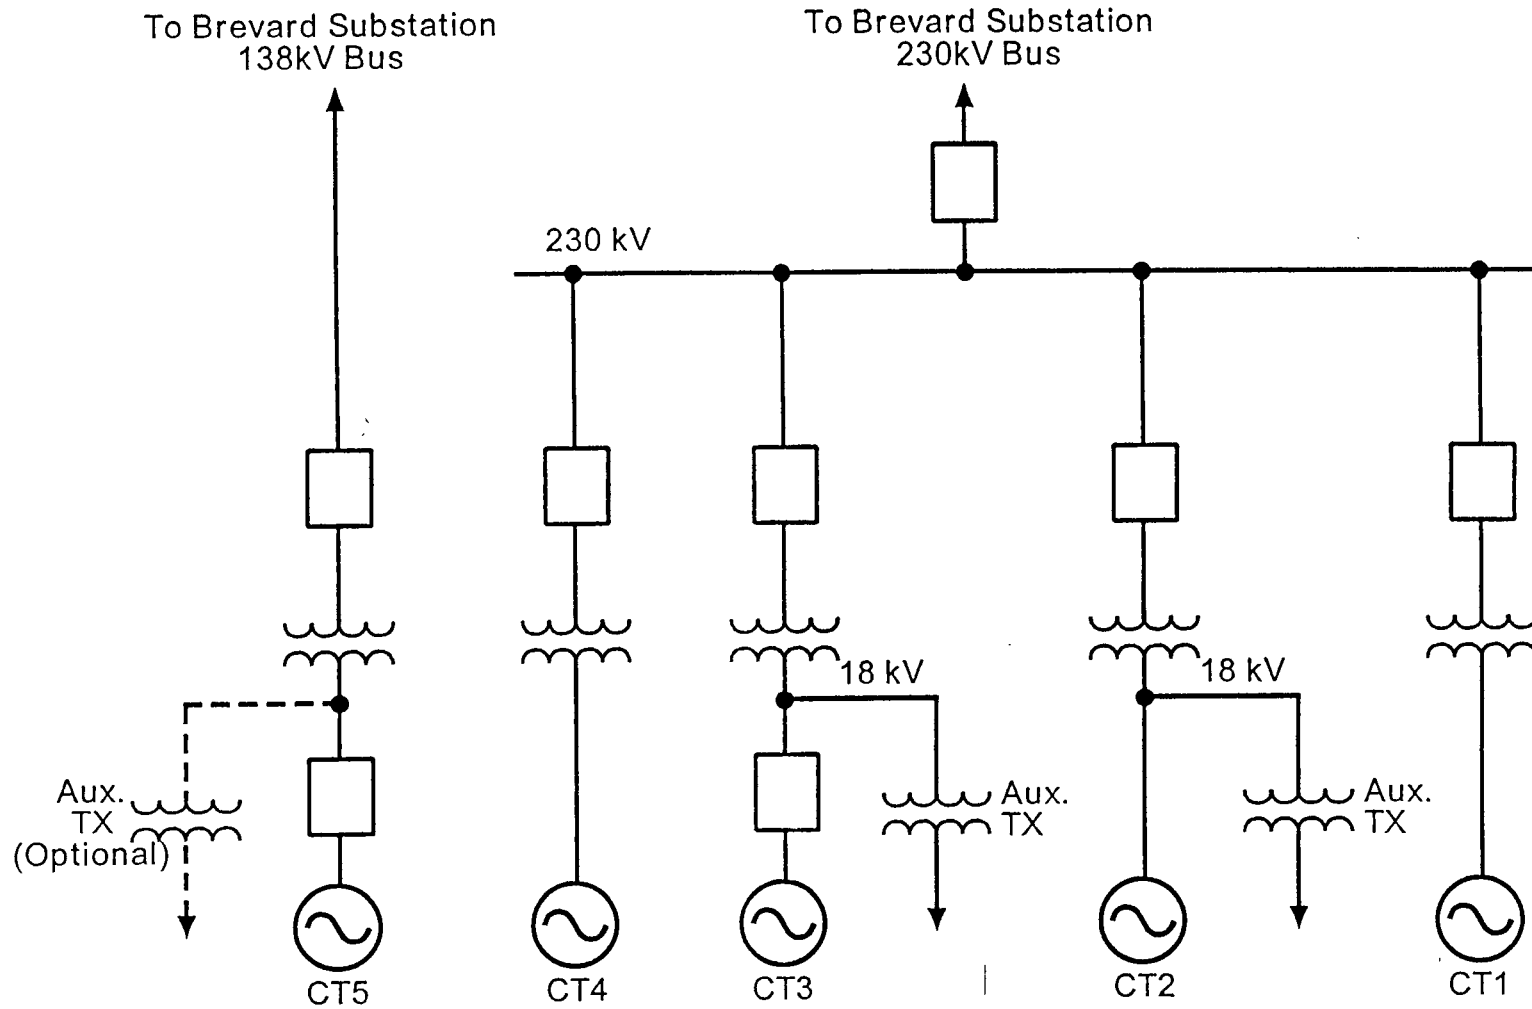 To Brevard Substation
138kV Bus
To Brevard Substation
230kV Bus
230 kV
18 kV
18 kV
Aux.
TX
(Optional)
Aux.
TX
Aux.
TX
CT5
CT4
CT3
CT2
CT1